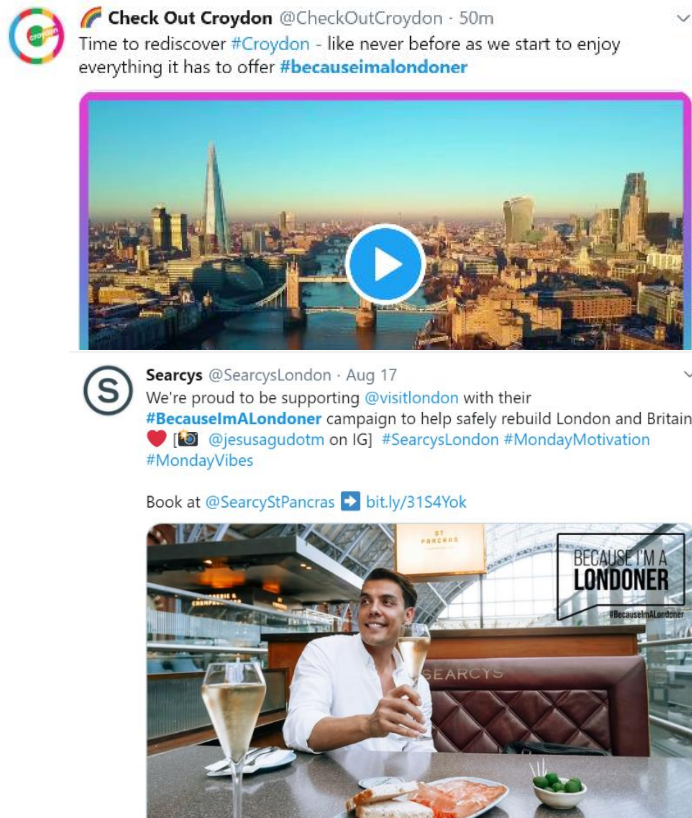 Croydon
Check Out Croydon @CheckOutCroydon · 50m
Time to rediscover #Croydon - like never before as we start to enjoy
everything it has to offer #becauseimalondoner
S
Searcys @SearcysLondon · Aug 17
We're proud to be supporting @visitlondon with their
#BecauseImALondoner campaign to help safely rebuild London and Britain
[ @jesusagudotm on IG] #SearcysLondon #MondayMotivation
#MondayVibes
Book at @SearcyStPancras bit.ly/31S4Yok
ST
PANCRAS
BECAUSE I'M A
LONDONER
#BecauseImALondoner
SEARCYS